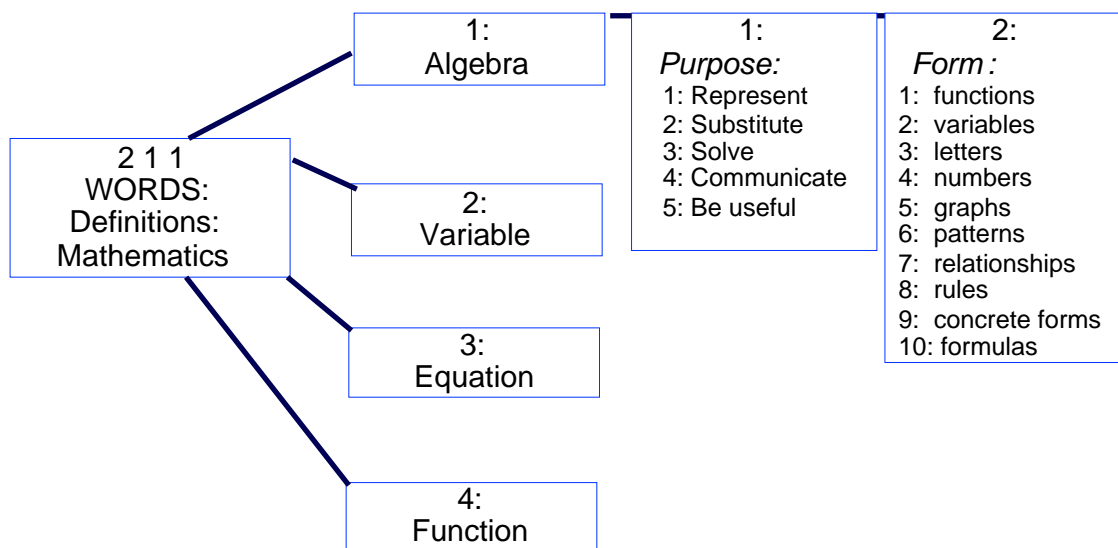 2 1 1
WORDS:
Definitions:
Mathematics
1:
Algebra
2:
Variable
3:
Equation
4:
Function
1:
Purpose:
1: Represent
2: Substitute
3: Solve
4: Communicate
5: Be useful
2:
Form :
1: functions
2: variables
3: letters
4: numbers
5: graphs
6: patterns
7: relationships
8: rules
9: concrete forms
10: formulas